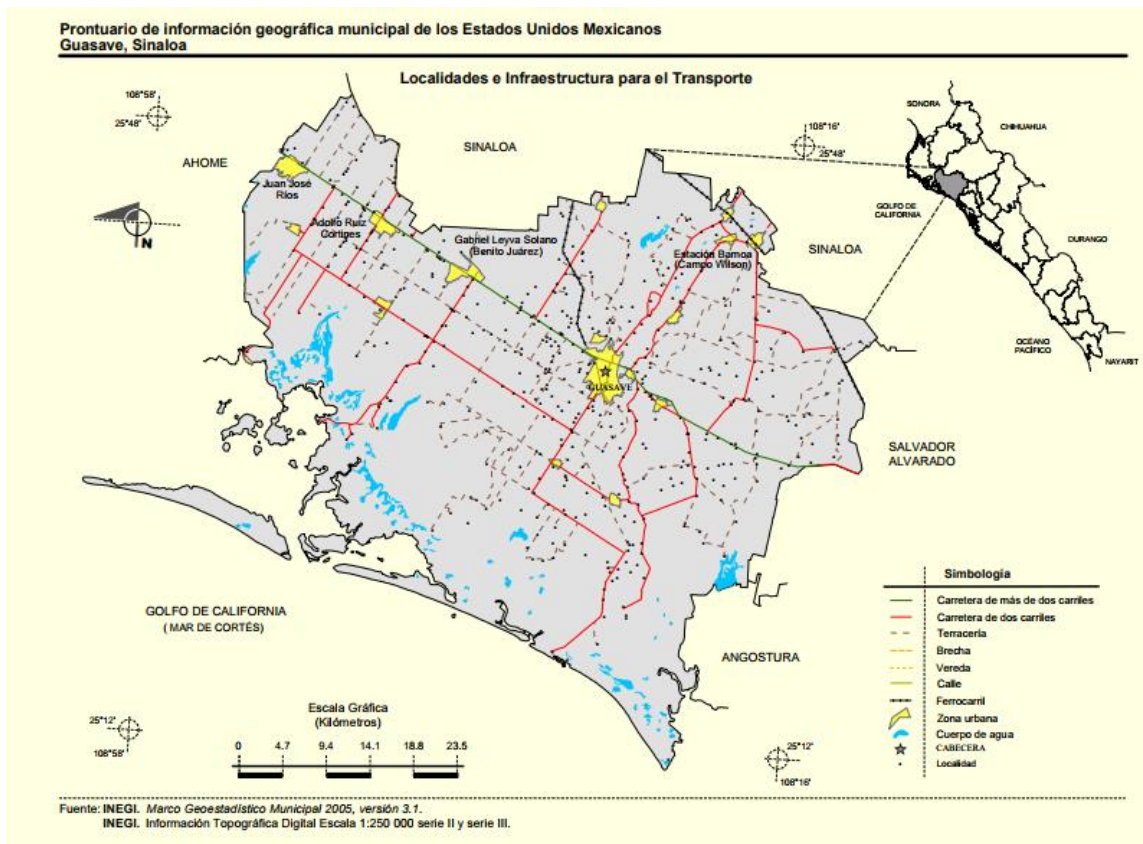 Prontuario de información geográfica municipal de los Estados Unidos Mexicanos
Guasave, Sinaloa
Localidades e Infraestructura para el Transporte
108°58'
25°48'
108°16'
25°48'
SONORA
CHIHUAHUA
GOLFO DE
CALIFORNIA
DURANGO
OCÉANO
PACÍFICO
NAYARIT
AHOME
SINALOA
SINALOA
N
Juan José
Ríos
Adolfo Ruiz
Cortines
Gabriel Leyva Solano
(Benito Juárez)
Estación Bamoa
(Campo Wilson)
GUASAVE
SALVADOR
ALVARADO
GOLFO DE CALIFORNIA
( MAR DE CORTÉS)
ANGOSTURA
Simbología
Carretera de más de dos carriles
Carretera de dos carriles
Terracería
Brecha
Vereda
Calle
Ferrocarril
Zona urbana
Cuerpo de agua
CABECERA
Localidad
Escala Gráfica
(Kilómetros)
0 4.7 9.4 14.1 18.8 23.5
25°12'
108°58'
25°12'
108°16'
Fuente: INEGI. Marco Geoestadístico Municipal 2005, versión 3.1.
INEGI. Información Topográfica Digital Escala 1:250 000 serie II y serie III.